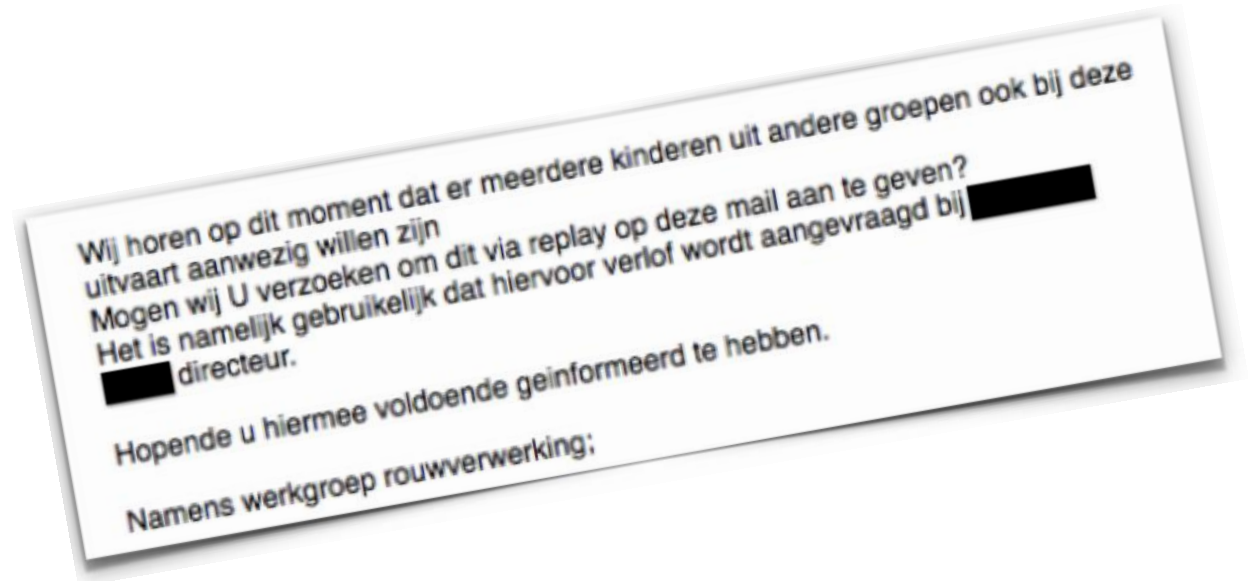 Wij horen op dit moment dat er meerdere kinderen uit andere groepen ook bij deze
uitvaart aanwezig willen zijn
Mogen wij U verzoeken om dit via replay op deze mail aan te geven?
Het is namelijk gebruikelijk dat hiervoor verlof wordt aangevraagd bij
directeur.
Hopende u hiermee voldoende geinformeerd te hebben.
Namens werkgroep rouwverwerking;